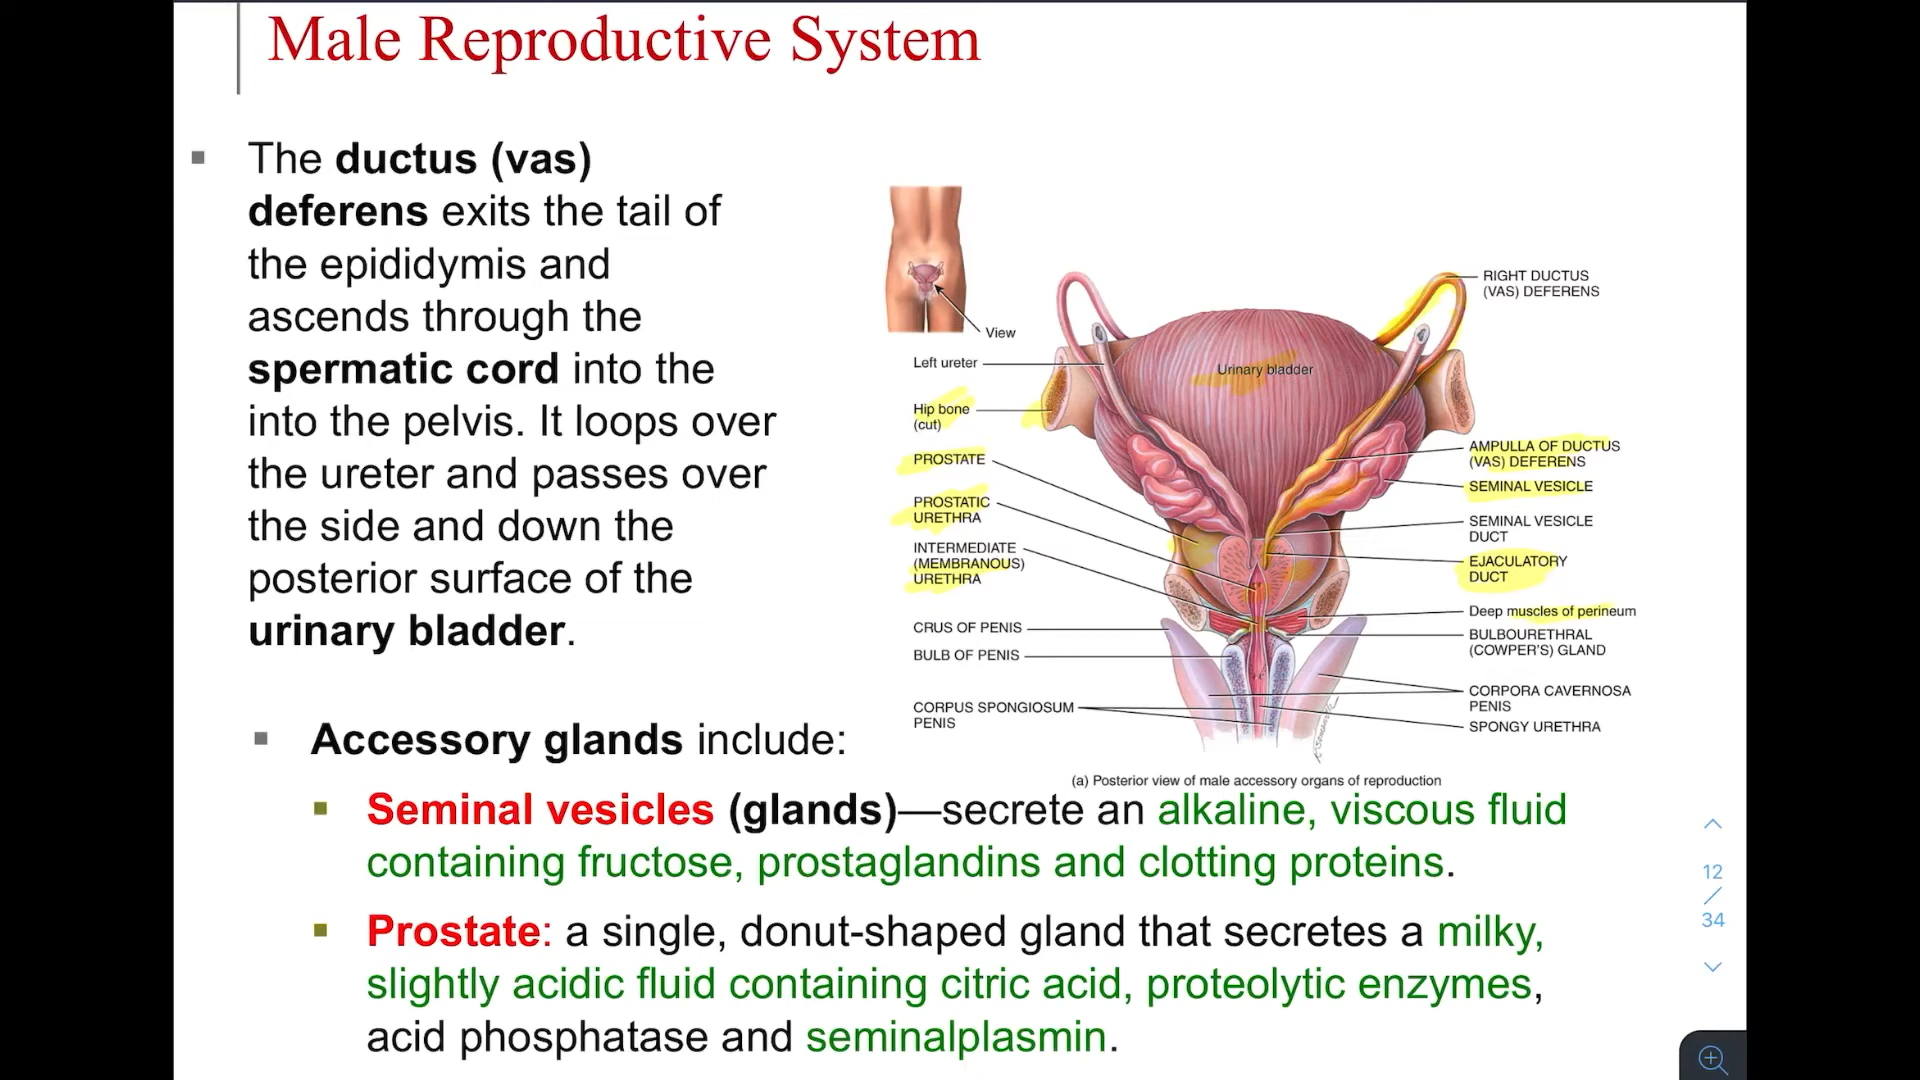 Male Reproductive System
The ductus (vas)
deferens exits the tail of
the epididymis and
ascends through the
spermatic cord into the
into the pelvis. It loops over
the ureter and passes over
the side and down the
posterior surface of the
urinary bladder.
View
Left ureter
Hip bone
(cut)
PROSTATE
PROSTATIC
URETHRA
INTERMEDIATE
(MEMBRANOUS)
URETHRA
CRUS OF PENIS
BULB OF PENIS
CORPUS SPONGIOSUM
PENIS
Urinary bladder
RIGHT DUCTUS
(VAS) DEFERENS
AMPULLA OF DUCTUS
(VAS) DEFERENS
SEMINAL VESICLE
SEMINAL VESICLE
DUCT
EJACULATORY
DUCT
Deep muscles of perineum
BULBOURETHRAL
(COWPER'S) GLAND
CORPORA CAVERNOSA
PENIS
SPONGY URETHRA
(a) Posterior view of male accessory organs of reproduction
Accessory glands include:
Seminal vesicles (glands)—secrete an alkaline, viscous fluid
containing fructose, prostaglandins and clotting proteins.
Prostate: a single, donut-shaped gland that secretes a milky,
slightly acidic fluid containing citric acid, proteolytic enzymes,
acid phosphatase and seminalplasmin.
12
/
34